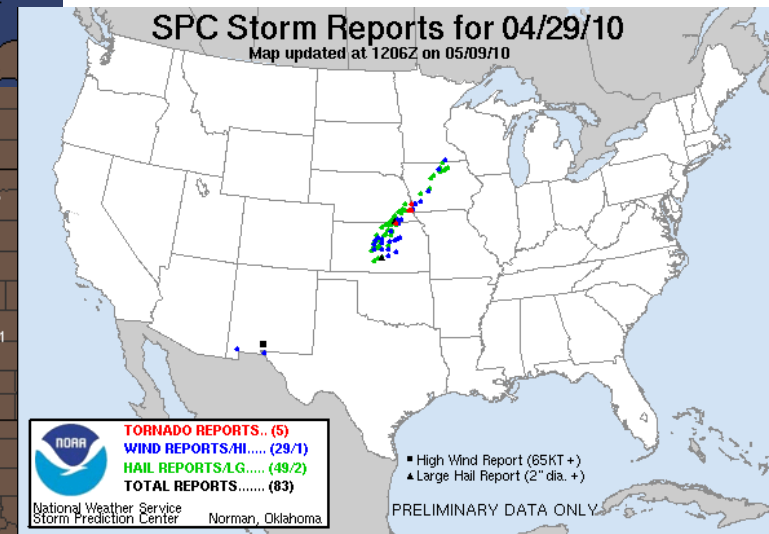 SPC Storm Reports for 04/29/10
Map updated at 1206Z on 05/09/10
1
NOAA
TORNADO REPORTS.. (5)
WIND REPORTS/HI..... (29/1)
HAIL REPORTS/LG..... (49/2)
TOTAL REPORTS....... (83)
National Weather Service
Storm Prediction Center Norman, Oklahoma
High Wind Report (65KT +)
Large Hail Report (2" dia. +)
PRELIMINARY DATA ONLY